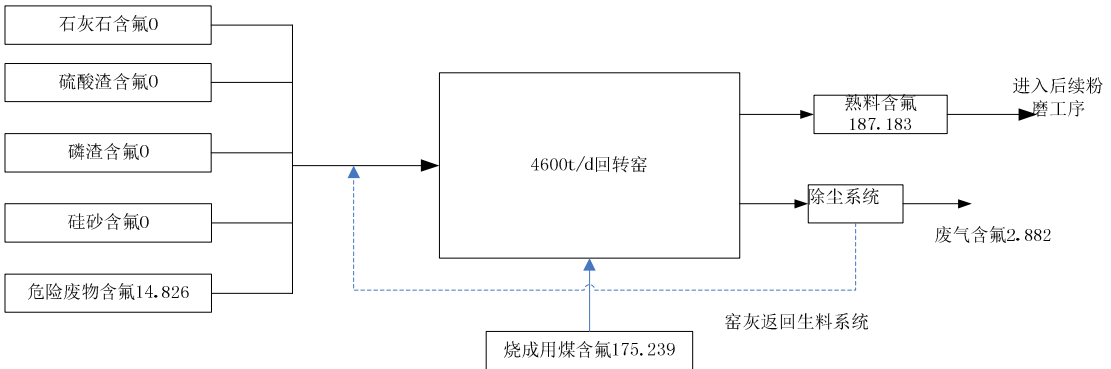 石灰石含氟0
硫酸渣含氟0
磷渣含氟0
硅砂含氟0
危险废物含氟14.826
4600t/d回转窑
熟料含氟
187.183
进入后续粉
磨工序
除尘系统
废气含氟2.882
窑灰返回生料系统
烧成用煤含氟175.239